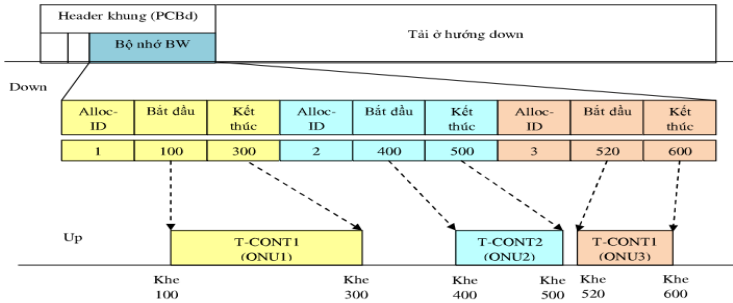 Header khung (PCBd)
Bộ nhớ BW
Tải ở hướng down
Down
Alloc-ID Bắt đầu Kết thúc Alloc-ID Bắt đầu Kết thúc Alloc-ID Bắt đầu Kết thúc
1 100 300 2 400 500 3 520 600
Up
T-CONT1 (ONU1)
T-CONT2 (ONU2)
T-CONT1 (ONU3)
Khe 100
300
Khe 400
Khe 500
Khe 520
Khe 600